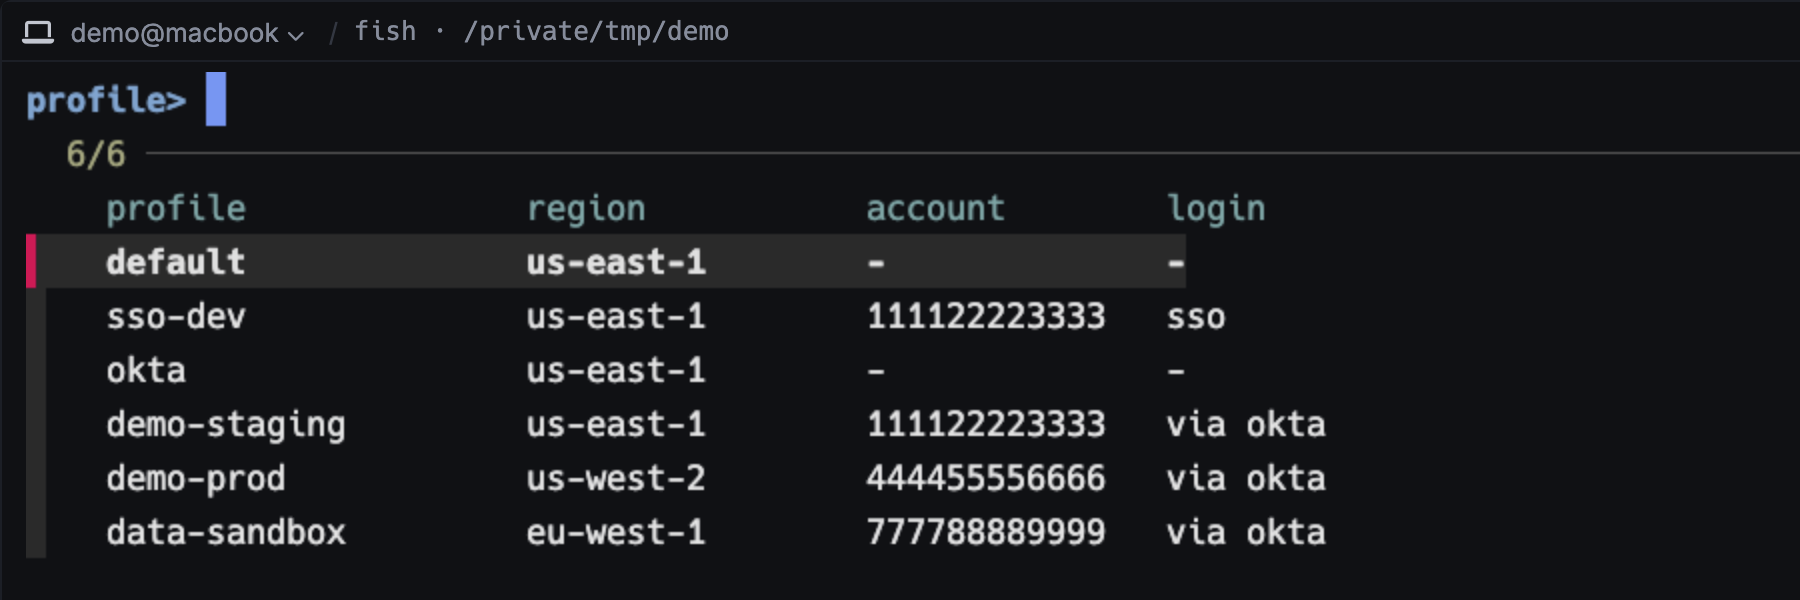 demo@macbook / fish · /private/tmp/demo
profile>
6/6
profile region account login
default us-east-1 - -
sso-dev us-east-1 111122223333 sso
okta us-east-1 - -
demo-staging us-east-1 111122223333 via okta
demo-prod us-west-2 444455556666 via okta
data-sandbox eu-west-1 777788889999 via okta